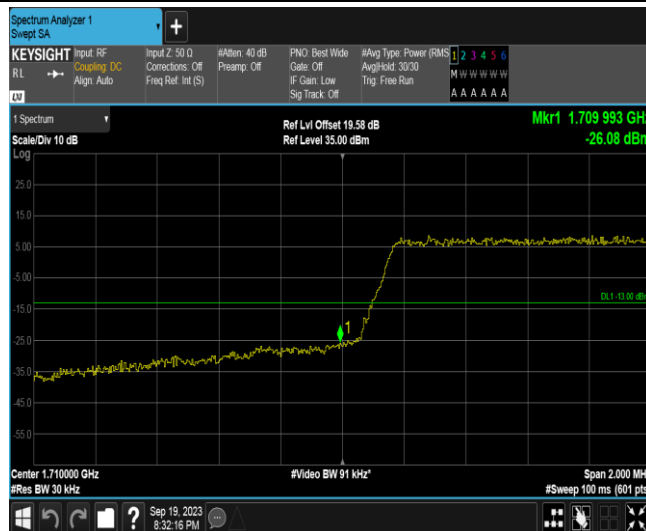 Spectrum Analyzer 1
Swept SA
KEYSIGHT
RL
Input: RF
Coupling: DC
Align: Auto
Input Z: 50 Ω
Corrections: Off
Freq Ref: Int (S)
#Atten: 40 dB
Preamp: Off
PNO: Best Wide
Gate: Off
IF Gain: Low
Sig Track: Off
#Avg Type: Power (RMS
Avg|Hold: 30/30
Trig: Free Run
1 2 3 4 5 6
M W W W W W
A A A A A A
1 Spectrum
Scale/Div 10 dB
Ref Lvl Offset 19.58 dB
Ref Level 35.00 dBm
Mkr1 1.709 993 GHz
-26.08 dBm
Log
25.0
15.0
5.00
-5.00
-15.0
-25.0
-35.0
-45.0
-55.0
DL1 -13.00 dBm
1
Center 1.710000 GHz
#Video BW 91 kHz*
Span 2.000 MH
#Res BW 30 kHz
#Sweep 100 ms (601 pts
?
Sep 19, 2023
8:32:16 PM